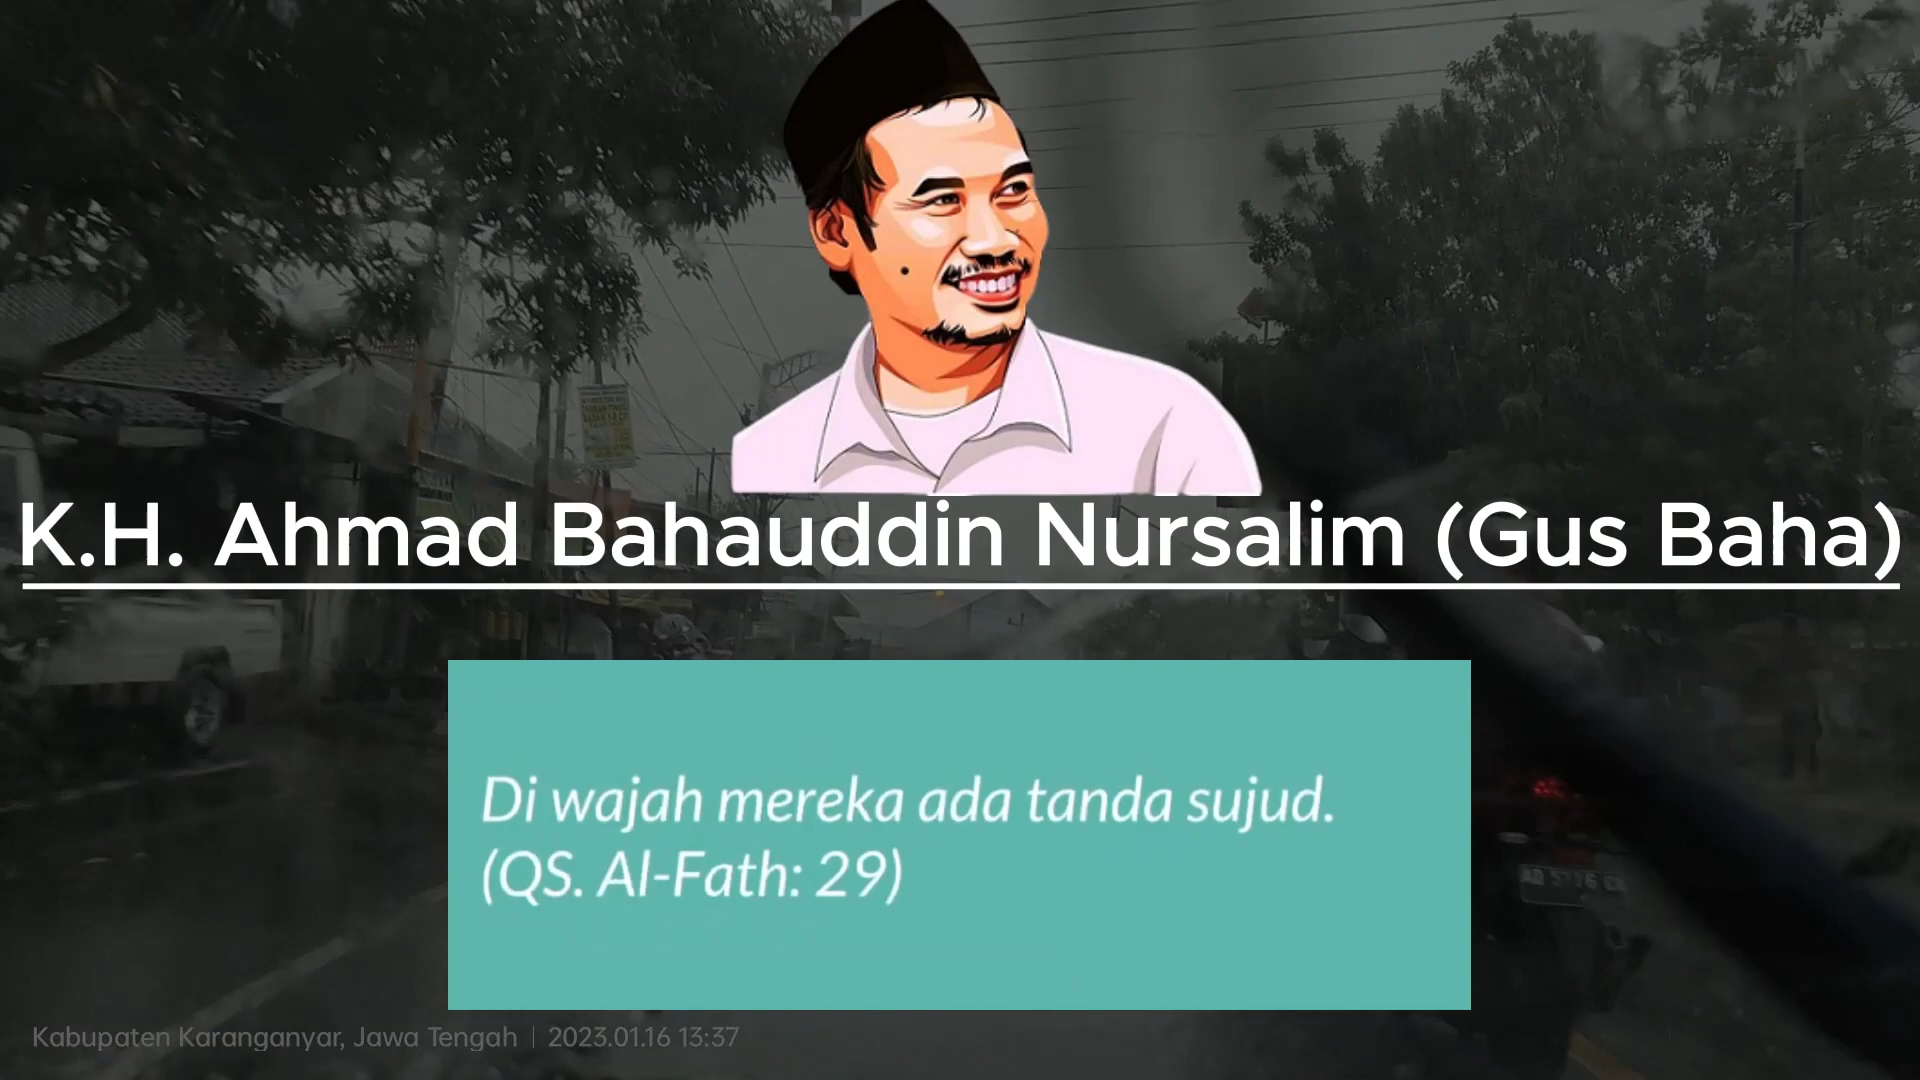 K.H. Ahmad Bahauddin Nursalim (Gus Baha)
Di wajah mereka ada tanda sujud.
(QS. Al-Fath: 29)
Kabupaten Karanganyar, Jawa Tengah | 2023.01.16 13:37